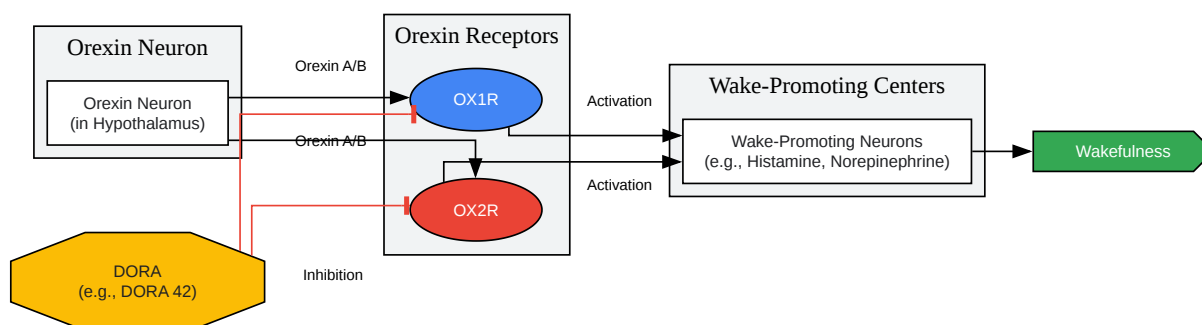 Orexin Neuron
Orexin Neuron
(in Hypothalamus)
Orexin A/B
Orexin A/B
Orexin Receptors
OX1R
OX2R
Activation
Activation
Wake-Promoting Centers
Wake-Promoting Neurons
(e.g., Histamine, Norepinephrine)
Wakefulness
DORA
(e.g., DORA 42)
Inhibition